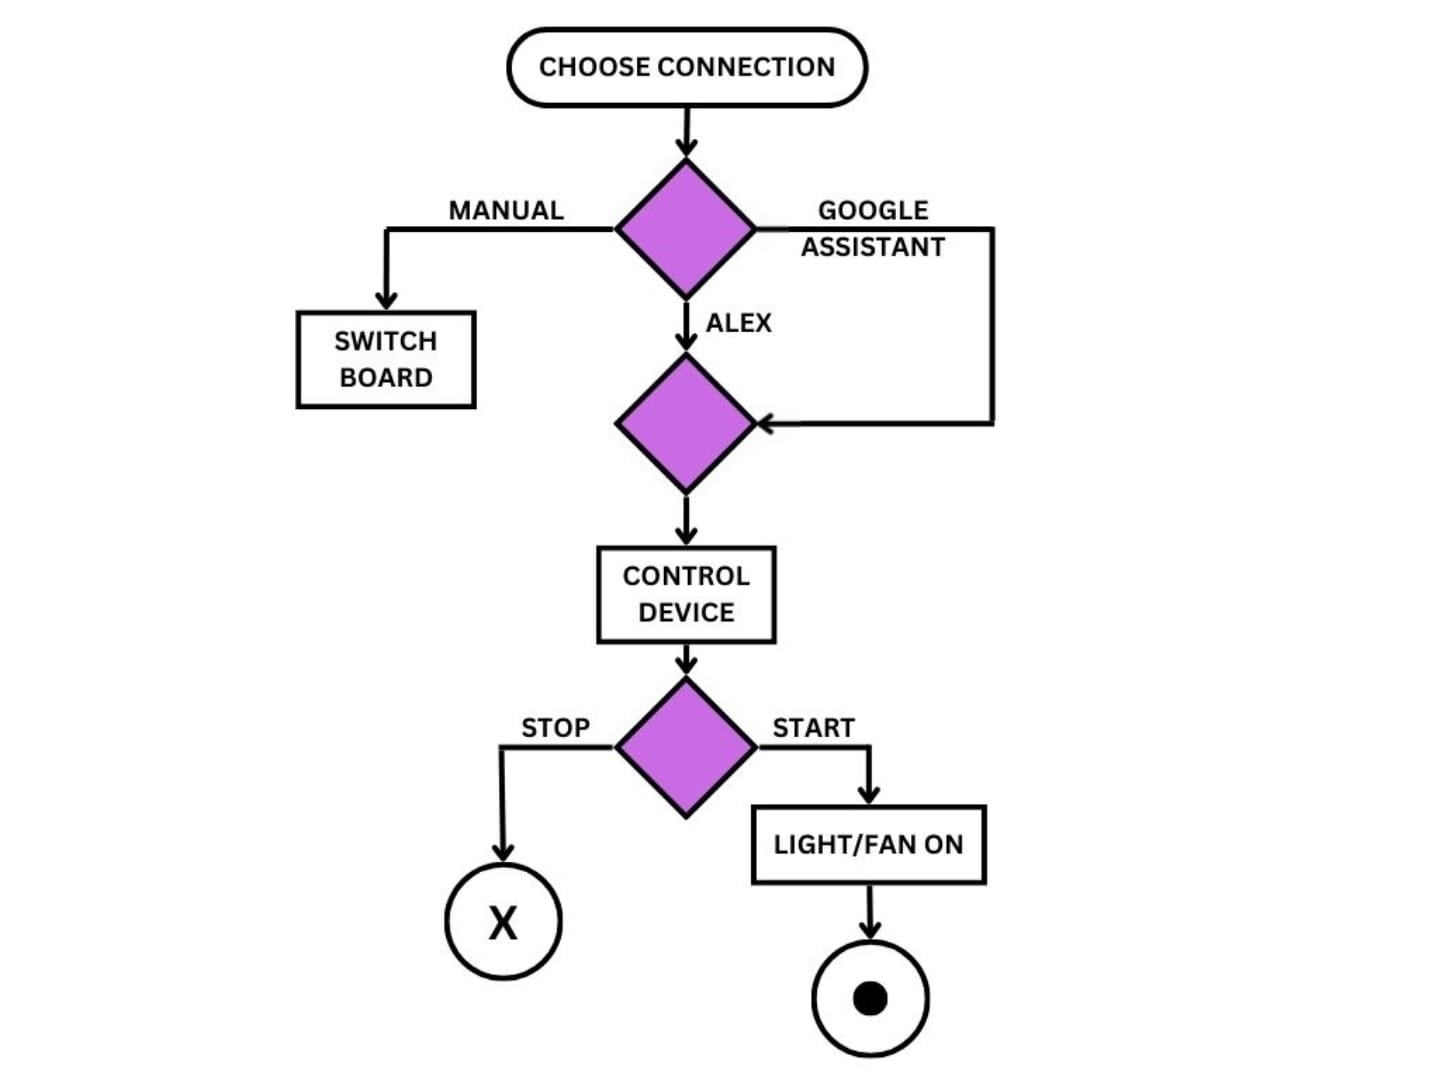 CHOOSE CONNECTION
MANUAL
GOOGLE
ASSISTANT
ALEX
SWITCH
BOARD
CONTROL
DEVICE
STOP
START
LIGHT/FAN ON
X